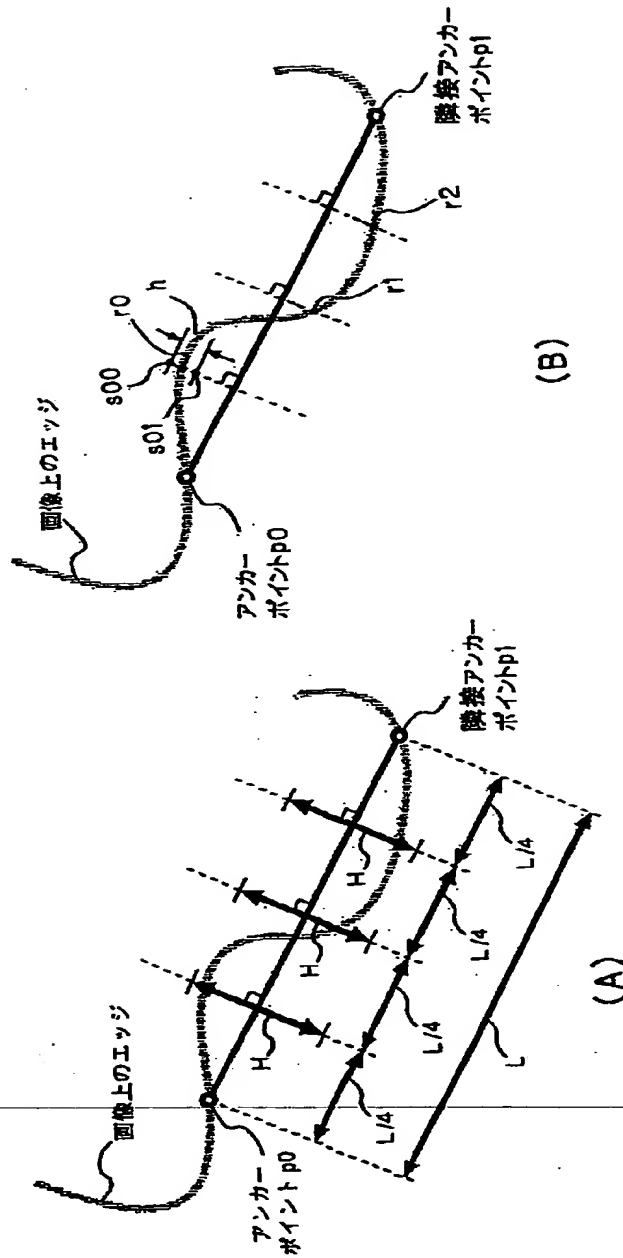 画像上のエッジ
アンカー
ポイントp0
H
H
H
隣接アンカー
ポイントp1
L/4
L/4
L/4
L/4
L
(A)
画像上のエッジ
アンカー
ポイントp0
s00
r0
h
s01
r1
r2
隣接アンカー
ポイントp1
(B)